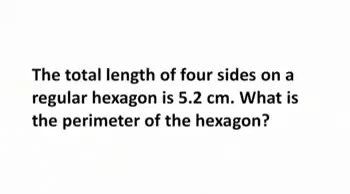 The total length of four sides on a
regular hexagon is 5.2 cm. What is
the perimeter of the hexagon?